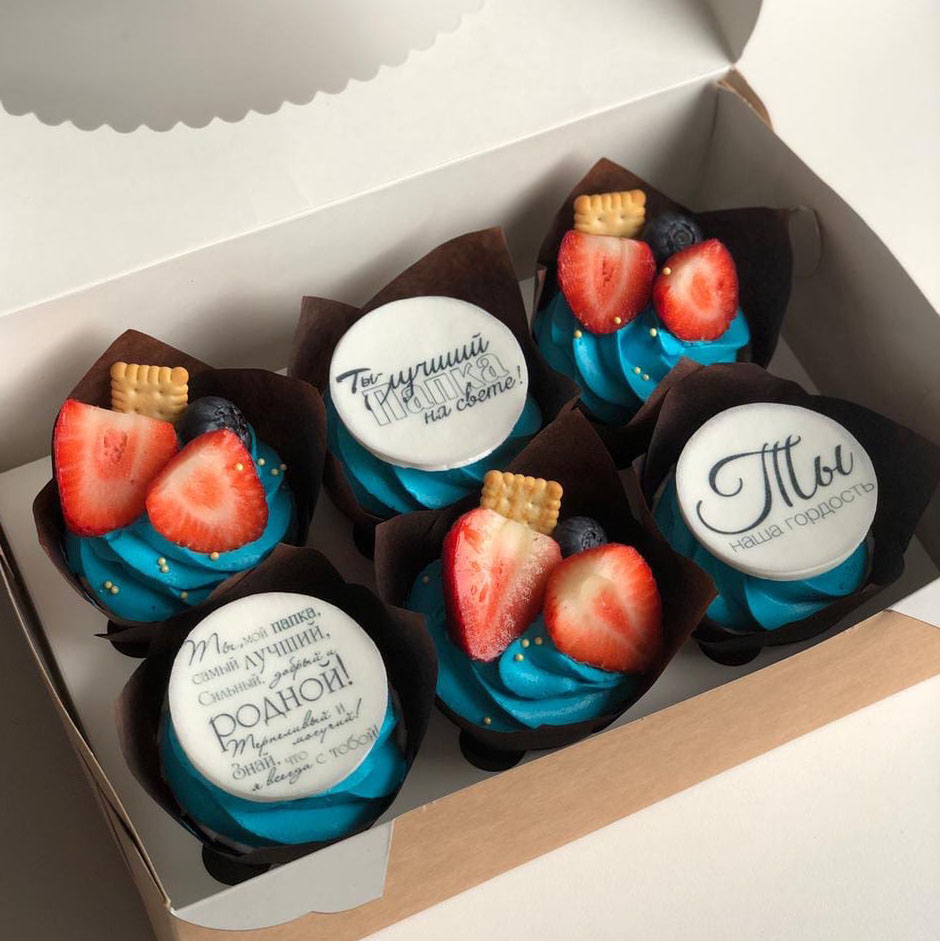 Ты-лучший
папка
на свете!
Ты
наша гордость
Ты, мой папка,
самый лучший,
Сильный, добрый и
родной!
Терпеливый и
могучий!
Знай, что
я всегда с тобой!